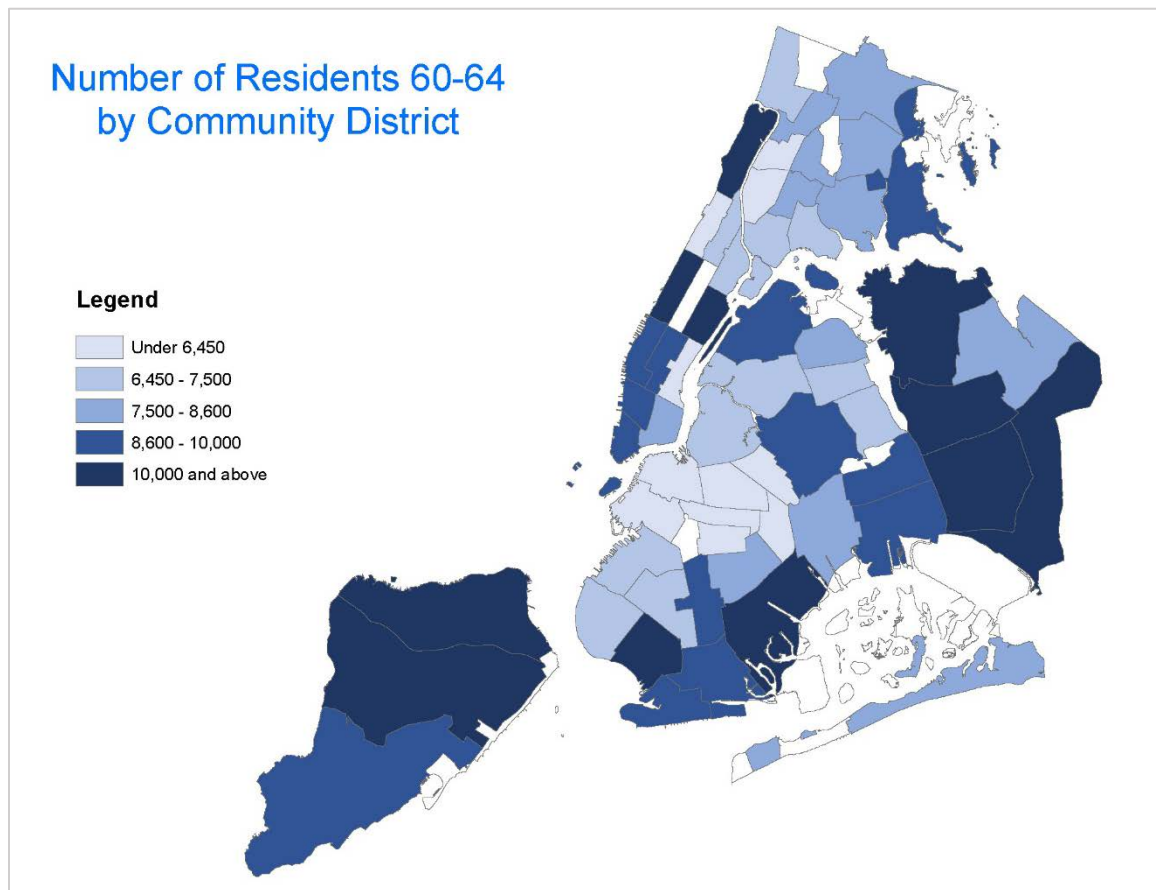 Number of Residents 60-64
by Community District
Legend
Under 6,450
6,450 - 7,500
7,500 - 8,600
8,600 - 10,000
10,000 and above